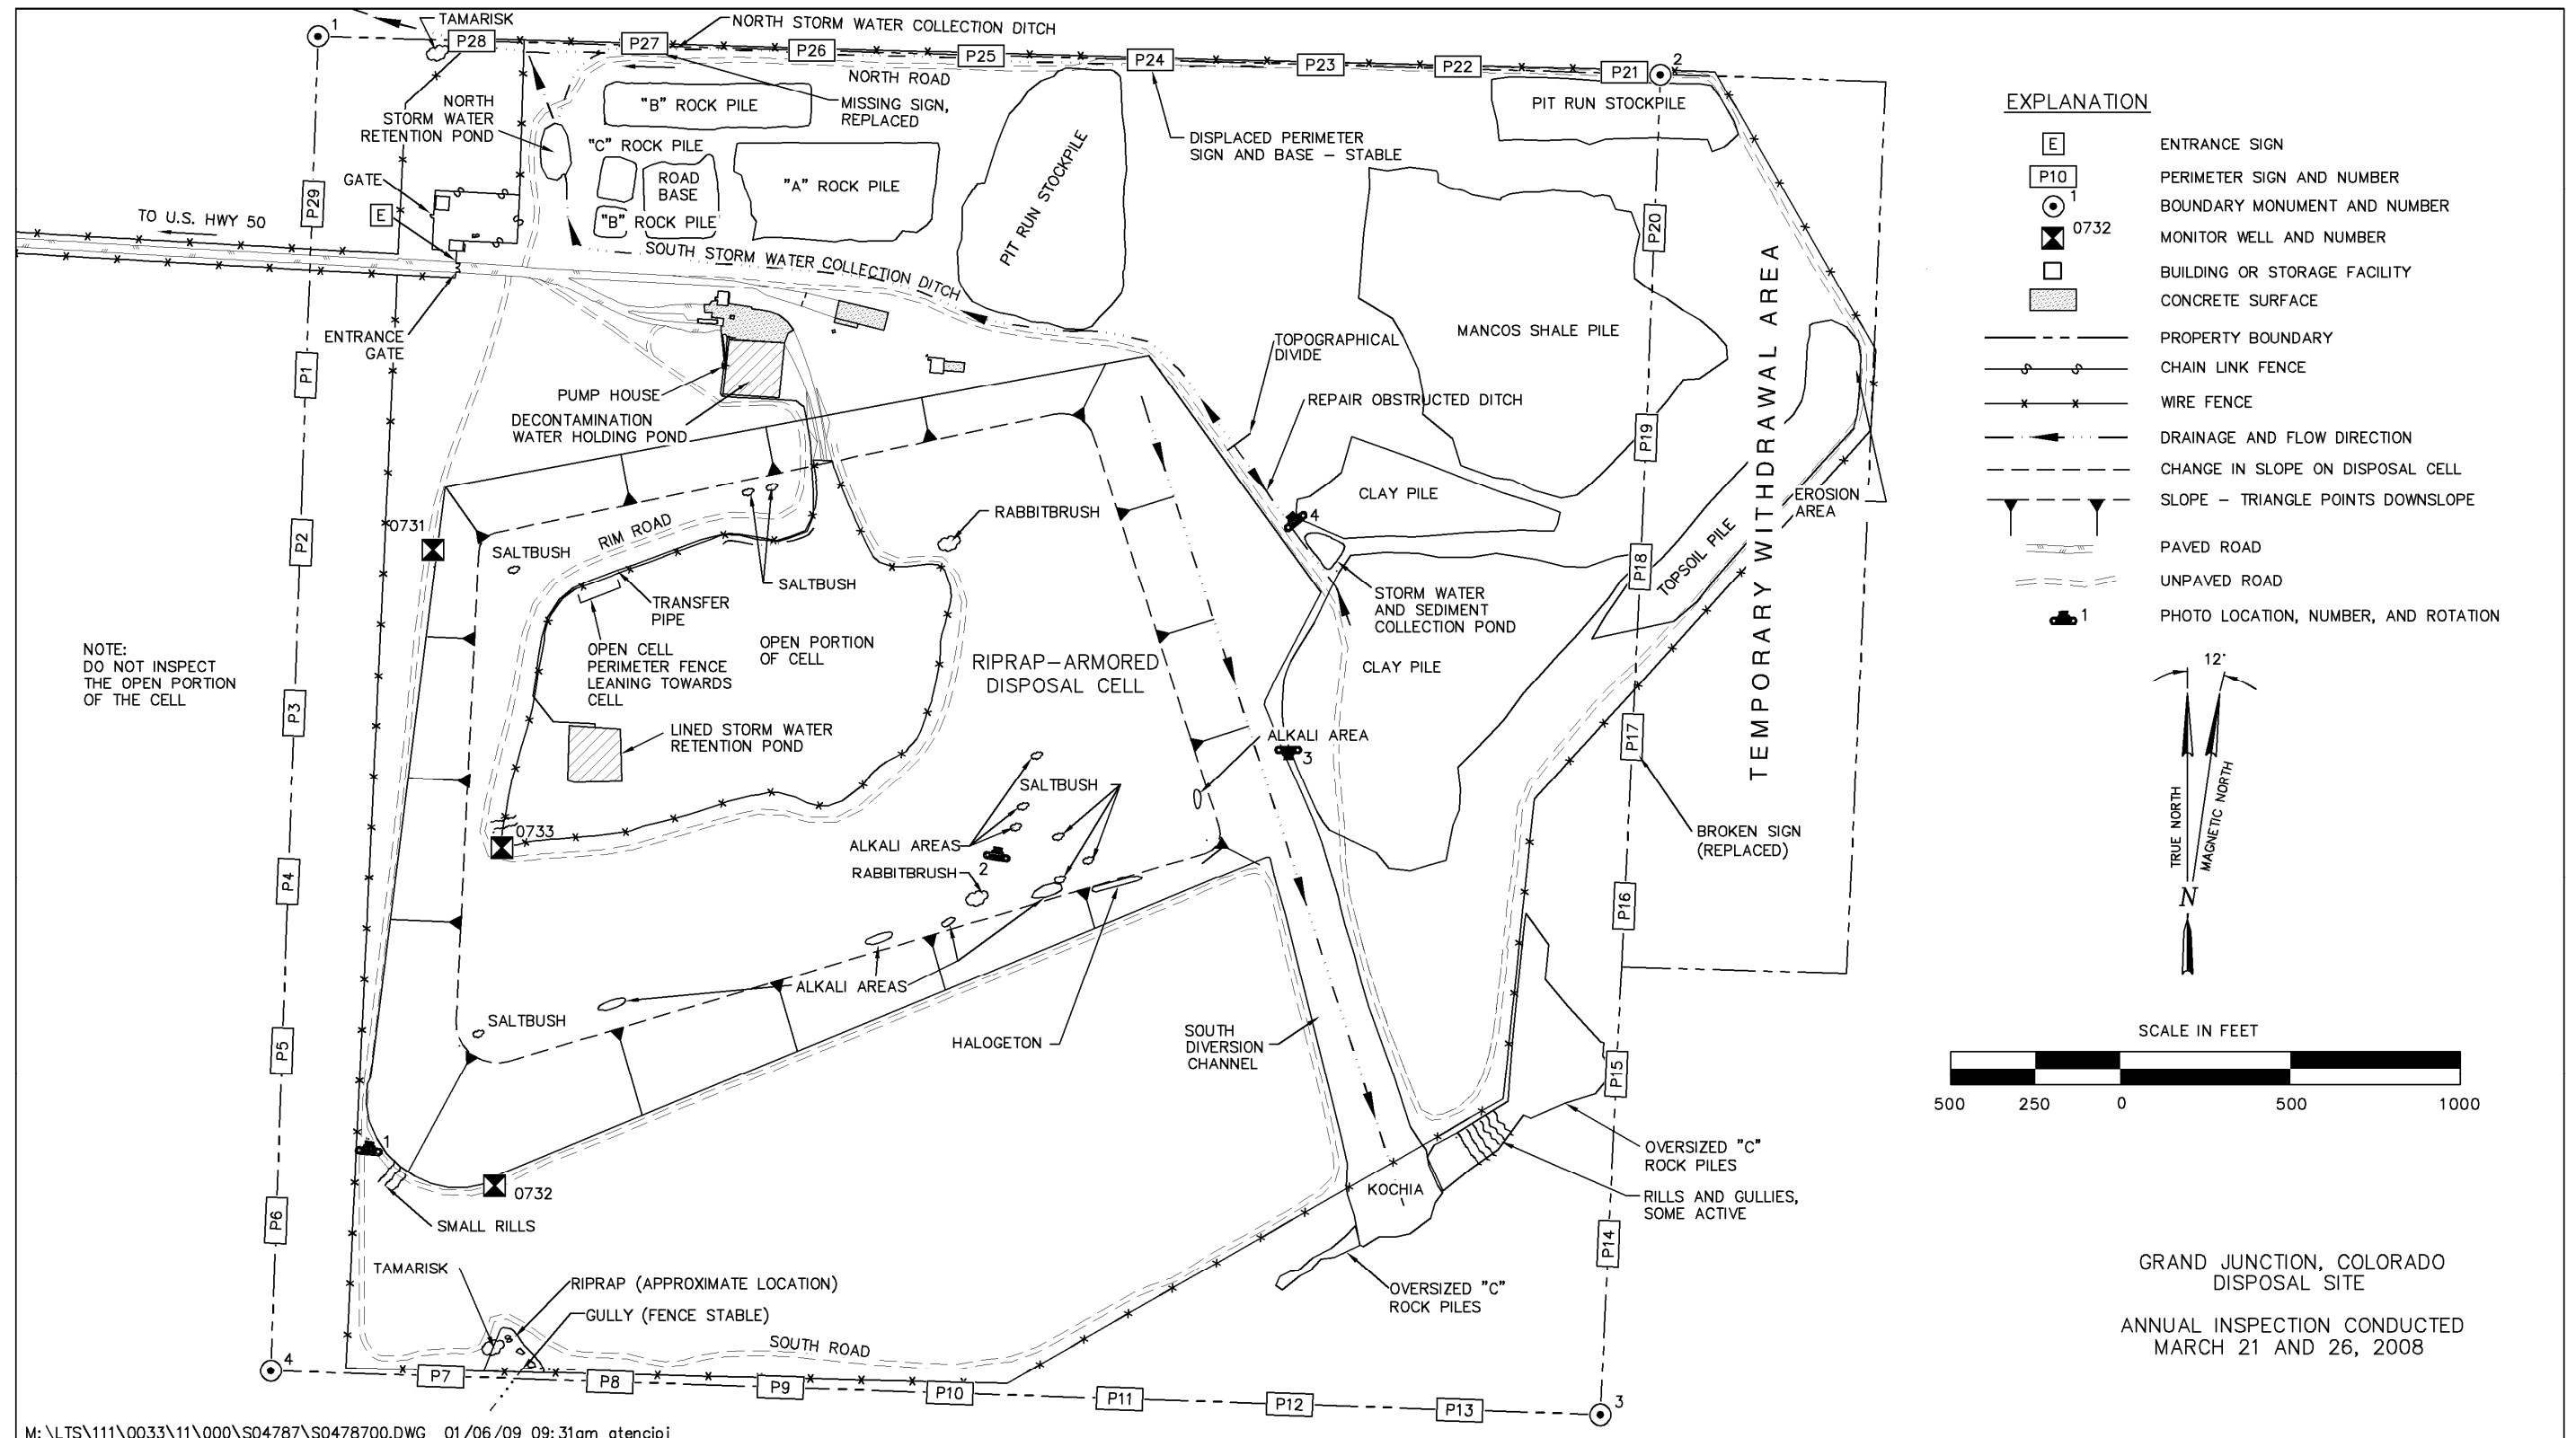 1
TAMARISK
P28
P27
NORTH STORM WATER COLLECTION DITCH
P26
P25
P24
P23
P22
P21
2
NORTH ROAD
NORTH
STORM WATER
RETENTION POND
"B" ROCK PILE
MISSING SIGN,
REPLACED
PIT RUN STOCKPILE
DISPLACED PERIMETER
SIGN AND BASE – STABLE
PIT RUN STOCKPILE
"C" ROCK PILE
ROAD
BASE
"A" ROCK PILE
"B" ROCK PILE
GATE
E
P29
TO U.S. HWY 50
SOUTH STORM WATER COLLECTION DITCH
P20
ENTRANCE
GATE
P1
PUMP HOUSE
DECONTAMINATION
WATER HOLDING POND
TOPOGRAPHICAL
DIVIDE
MANCOS SHALE PILE
REPAIR OBSTRUCTED DITCH
P19
TEMPORARY WITHDRAWAL AREA
CLAY PILE
4
EROSION
AREA
0731
P2
RIM ROAD
SALTBUSH
SALTBUSH
RABBITBRUSH
TRANSFER
PIPE
STORM WATER
AND SEDIMENT
COLLECTION POND
P18
TOPSOIL PILE
NOTE:
DO NOT INSPECT
THE OPEN PORTION
OF THE CELL
OPEN CELL
PERIMETER FENCE
LEANING TOWARDS
CELL
OPEN PORTION
OF CELL
RIPRAP–ARMORED
DISPOSAL CELL
CLAY PILE
P3
LINED STORM WATER
RETENTION POND
ALKALI AREA
3
P17
SALTBUSH
0733
ALKALI AREAS
2
RABBITBRUSH
BROKEN SIGN
(REPLACED)
P4
P16
ALKALI AREAS
SALTBUSH
HALOGETON
SOUTH
DIVERSION
CHANNEL
P5
P15
1
0732
SMALL RILLS
KOCHIA
OVERSIZED "C"
ROCK PILES
RILLS AND GULLIES,
SOME ACTIVE
P6
P14
TAMARISK
RIPRAP (APPROXIMATE LOCATION)
GULLY (FENCE STABLE)
OVERSIZED "C"
ROCK PILES
SOUTH ROAD
4
P7
P8
P9
P10
P11
P12
P13
3
M:\LTS\111\0033\11\000\S04787\S0478700.DWG 01/06/09 09:31am atencioj
EXPLANATION
E ENTRANCE SIGN
P10 PERIMETER SIGN AND NUMBER
1 BOUNDARY MONUMENT AND NUMBER
0732 MONITOR WELL AND NUMBER
BUILDING OR STORAGE FACILITY
CONCRETE SURFACE
PROPERTY BOUNDARY
CHAIN LINK FENCE
WIRE FENCE
DRAINAGE AND FLOW DIRECTION
CHANGE IN SLOPE ON DISPOSAL CELL
SLOPE – TRIANGLE POINTS DOWNSLOPE
PAVED ROAD
UNPAVED ROAD
1 PHOTO LOCATION, NUMBER, AND ROTATION
12°
TRUE NORTH
MAGNETIC NORTH
N
SCALE IN FEET
500 250 0 500 1000
GRAND JUNCTION, COLORADO
DISPOSAL SITE
ANNUAL INSPECTION CONDUCTED
MARCH 21 AND 26, 2008